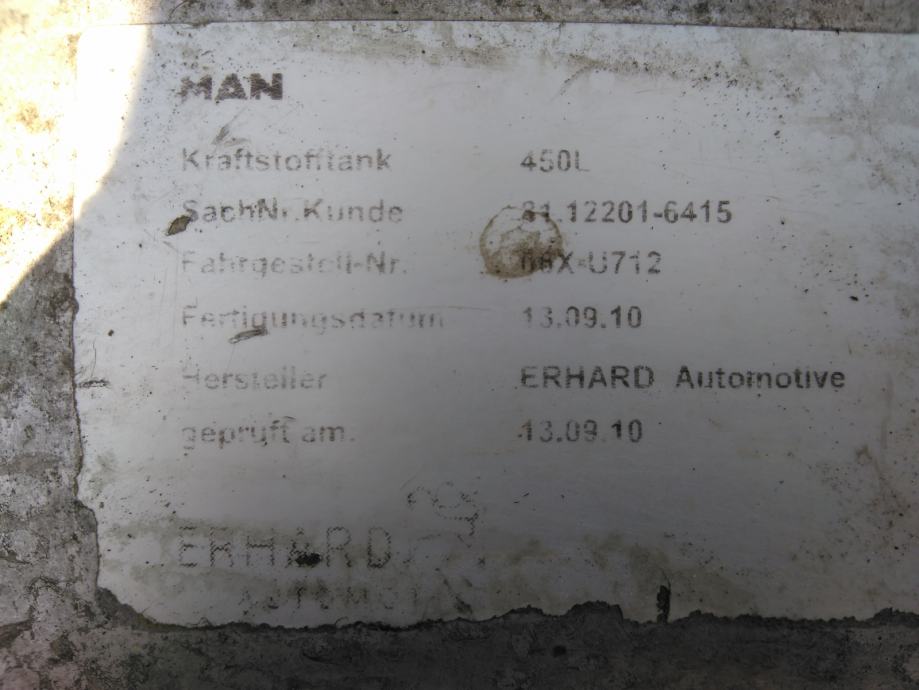 MAN
Kraftstofftank 450L
SachNr.Kunde 81.12201-6415
Fahrgestell-Nr. 06X-U712
Fertigungsdatum 13.09.10
Hersteller ERHARD Automotive
geprüft am. 13.09.10
ERHARD